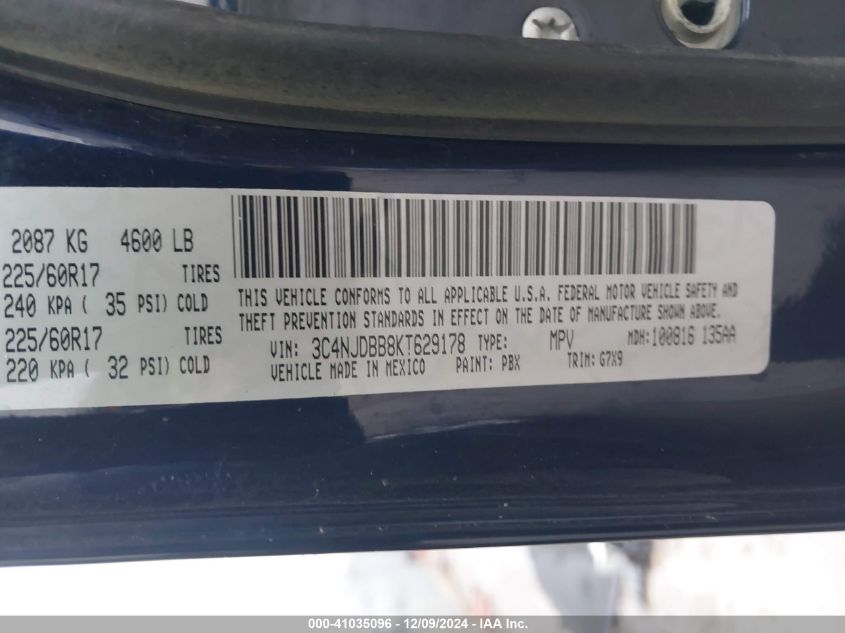 2087 KG 4600 LB
225/60R17 TIRES
240 KPA ( 35 PSI) COLD
225/60R17 TIRES
220 KPA ( 32 PSI) COLD
THIS VEHICLE CONFORMS TO ALL APPLICABLE U.S.A. FEDERAL MOTOR VEHICLE SAFETY AND
THEFT PREVENTION STANDARDS IN EFFECT ON THE DATE OF MANUFACTURE SHOWN ABOVE.
VIN: 3C4NJDBB8KT629178 TYPE: MPV MDH: 100816 135AA
VEHICLE MADE IN MEXICO PAINT: PBX TRIM: G7X9
000-41035096 - 12/09/2024 - IAAI.com